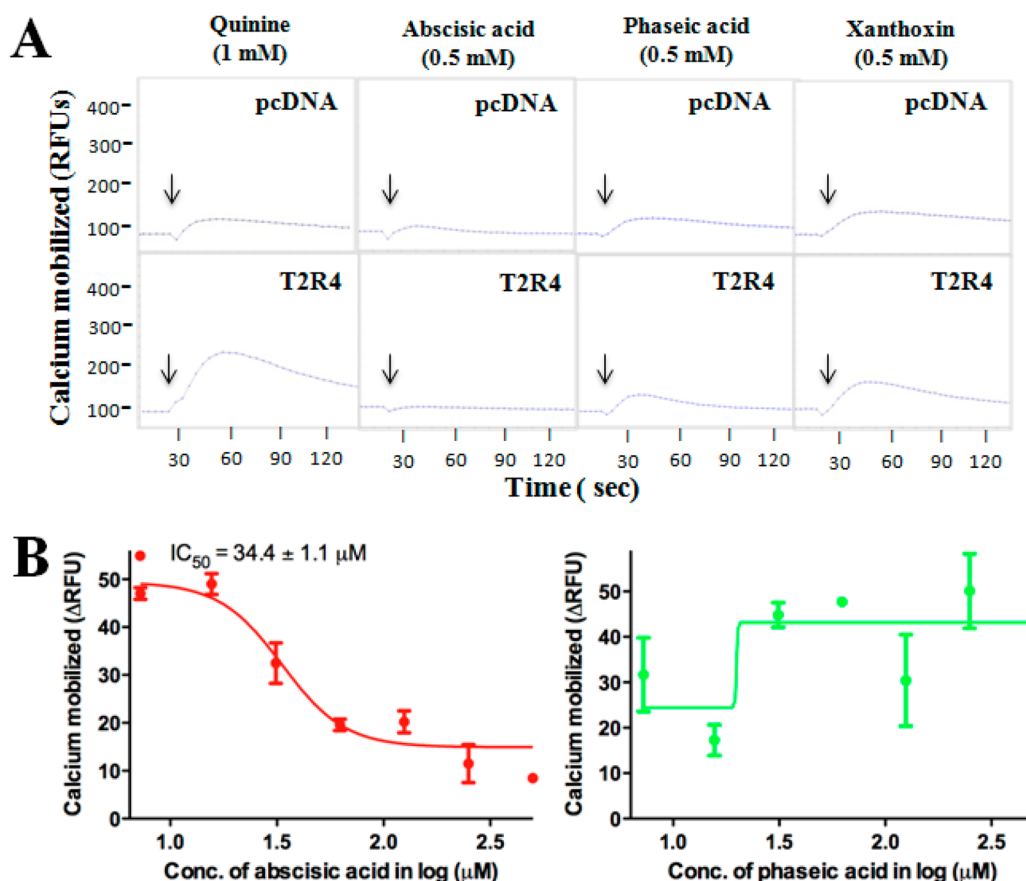 A
Quinine
(1 mM)
Abscisic acid
(0.5 mM)
Phaseic acid
(0.5 mM)
Xanthoxin
(0.5 mM)
Calcium mobilized (RFUs)
400
300
200
100
pcDNA
pcDNA
pcDNA
pcDNA
400
300
200
100
T2R4
T2R4
T2R4
T2R4
30 60 90 120
30 60 90 120
30 60 90 120
30 60 90 120
Time ( sec)
B
IC50 = 34.4 ± 1.1 µM
Calcium mobilized (ΔRFU)
50
40
30
20
10
0
1.0 1.5 2.0 2.5
Conc. of abscisic acid in log (µM)
Calcium mobilized (ΔRFU)
50
40
30
20
10
0
1.0 1.5 2.0 2.5
Conc. of phaseic acid in log (µM)